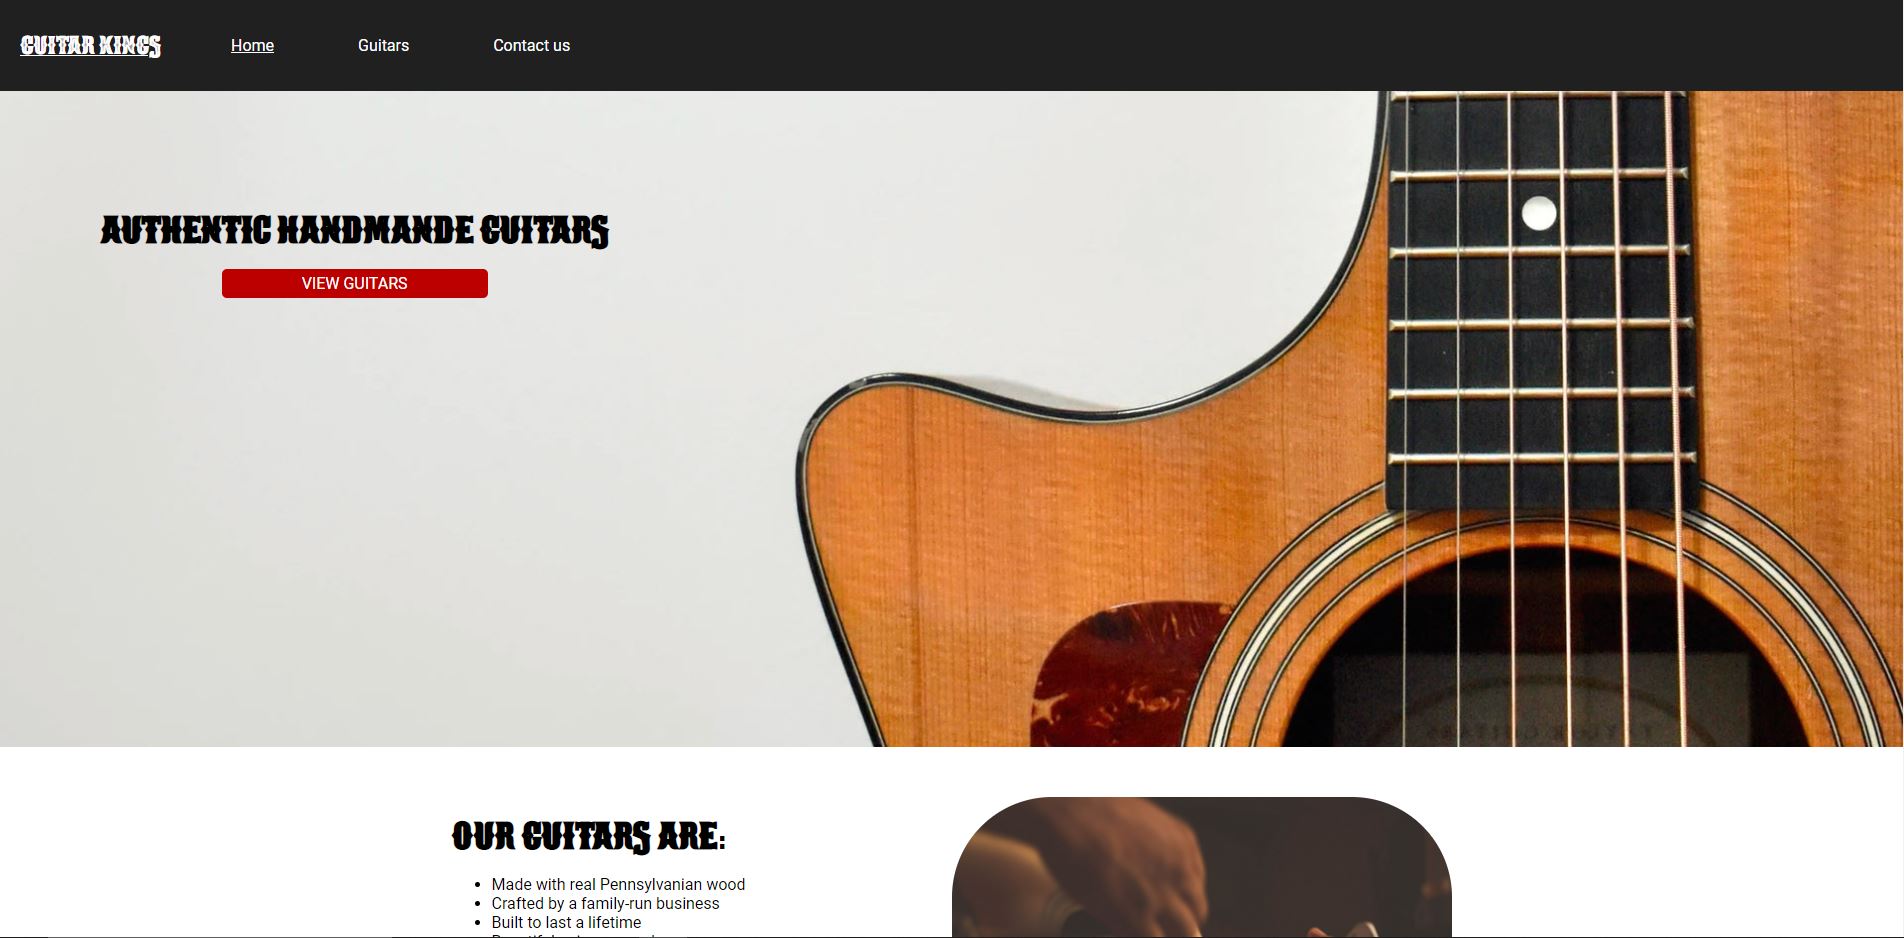 GUITAR KINGS
Home
Guitars
Contact us
AUTHENTIC HANDMANDE GUITARS
VIEW GUITARS
OUR GUITARS ARE:
Made with real Pennsylvanian wood
Crafted by a family-run business
Built to last a lifetime